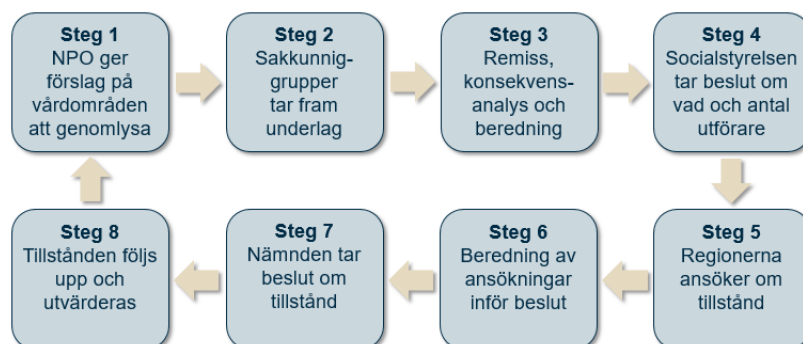 Steg 1
NPO ger
förslag på
vårdområden
att genomlysa
Steg 2
Sakkunnig-
grupper
tar fram
underlag
Steg 3
Remiss,
konsekvens-
analys och
beredning
Steg 4
Socialstyrelsen
tar beslut om
vad och antal
utförare
Steg 5
Regionerna
ansöker om
tillstånd
Steg 6
Beredning av
ansökningar
inför beslut
Steg 7
Nämnden tar
beslut om
tillstånd
Steg 8
Tillstånden följs
upp och
utvärderas